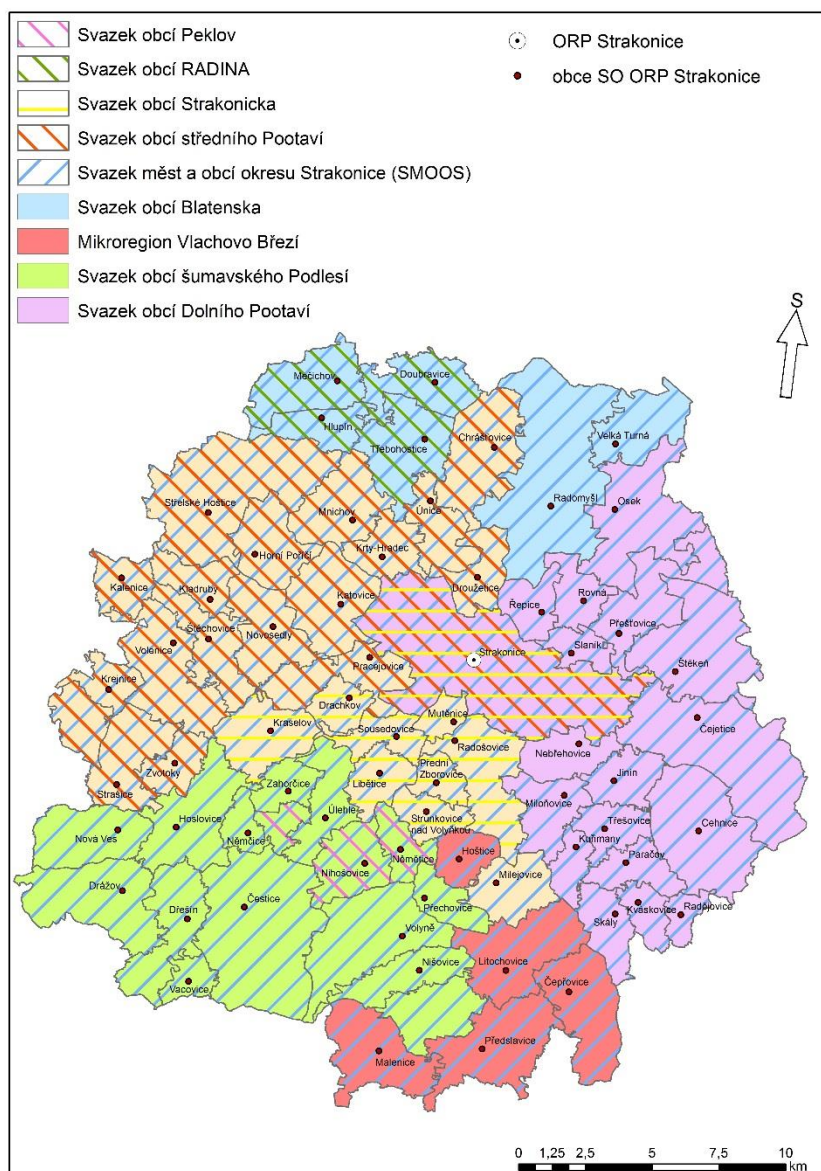 Svazek obcí Peklov
Svazek obcí RADINA
Svazek obcí Strakonicka
Svazek obcí středního Pootaví
Svazek měst a obcí okresu Strakonice (SMOOS)
Svazek obcí Blatenska
Mikroregion Vlachovo Březí
Svazek obcí šumavského Podlesí
Svazek obcí Dolního Pootaví
ORP Strakonice
obce SO ORP Strakonice
S
Mečichov
Doubravice
Hlupín
Třebohostice
Chrášťovice
Velká Turná
Střelské Hoštice
Mnichov
Únice
Radomyšl
Osek
Horní Poříčí
Krty-Hradec
Droužetice
Kalenice
Kladruby
Katovice
Řepice
Rovná
Přešťovice
Volenice
Štěchovice
Novosedly
Pracejovice
Strakonice
Slaník
Štěkeň
Krejnice
Drachkov
Mutěnice
Čejetice
Kraselov
Sousedovice
Radošovice
Nebřehovice
Zvotoky
Strašice
Zahorčice
Libětice
Přední
Zborovice
Jinín
Miloňovice
Nová Ves
Hoslovice
Němčice
Úlehle
Strunkovice
nad Volyňkou
Třešovice
Cehnice
Kuřimany
Paračov
Nihošovice
Němětice
Hoštice
Milejovice
Drážov
Dřešín
Čestice
Přechovice
Skály
Kváskovice
Radějovice
Volyně
Vacovice
Nišovice
Litochovice
Čepřovice
Malenice
Předslavice
0 1,25 2,5 5 7,5 10
km